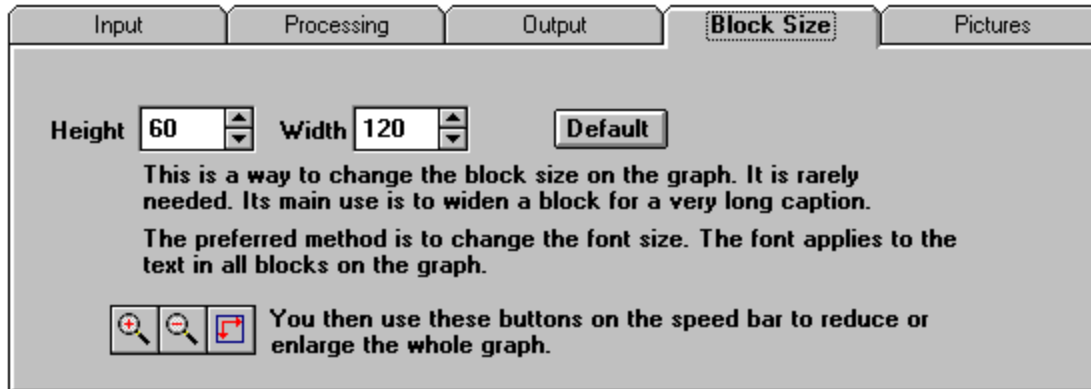 Input Processing Output Block Size Pictures
Height 60 Width 120 Default
This is a way to change the block size on the graph. It is rarely
needed. Its main use is to widen a block for a very long caption.
The preferred method is to change the font size. The font applies to the
text in all blocks on the graph.
You then use these buttons on the speed bar to reduce or
enlarge the whole graph.